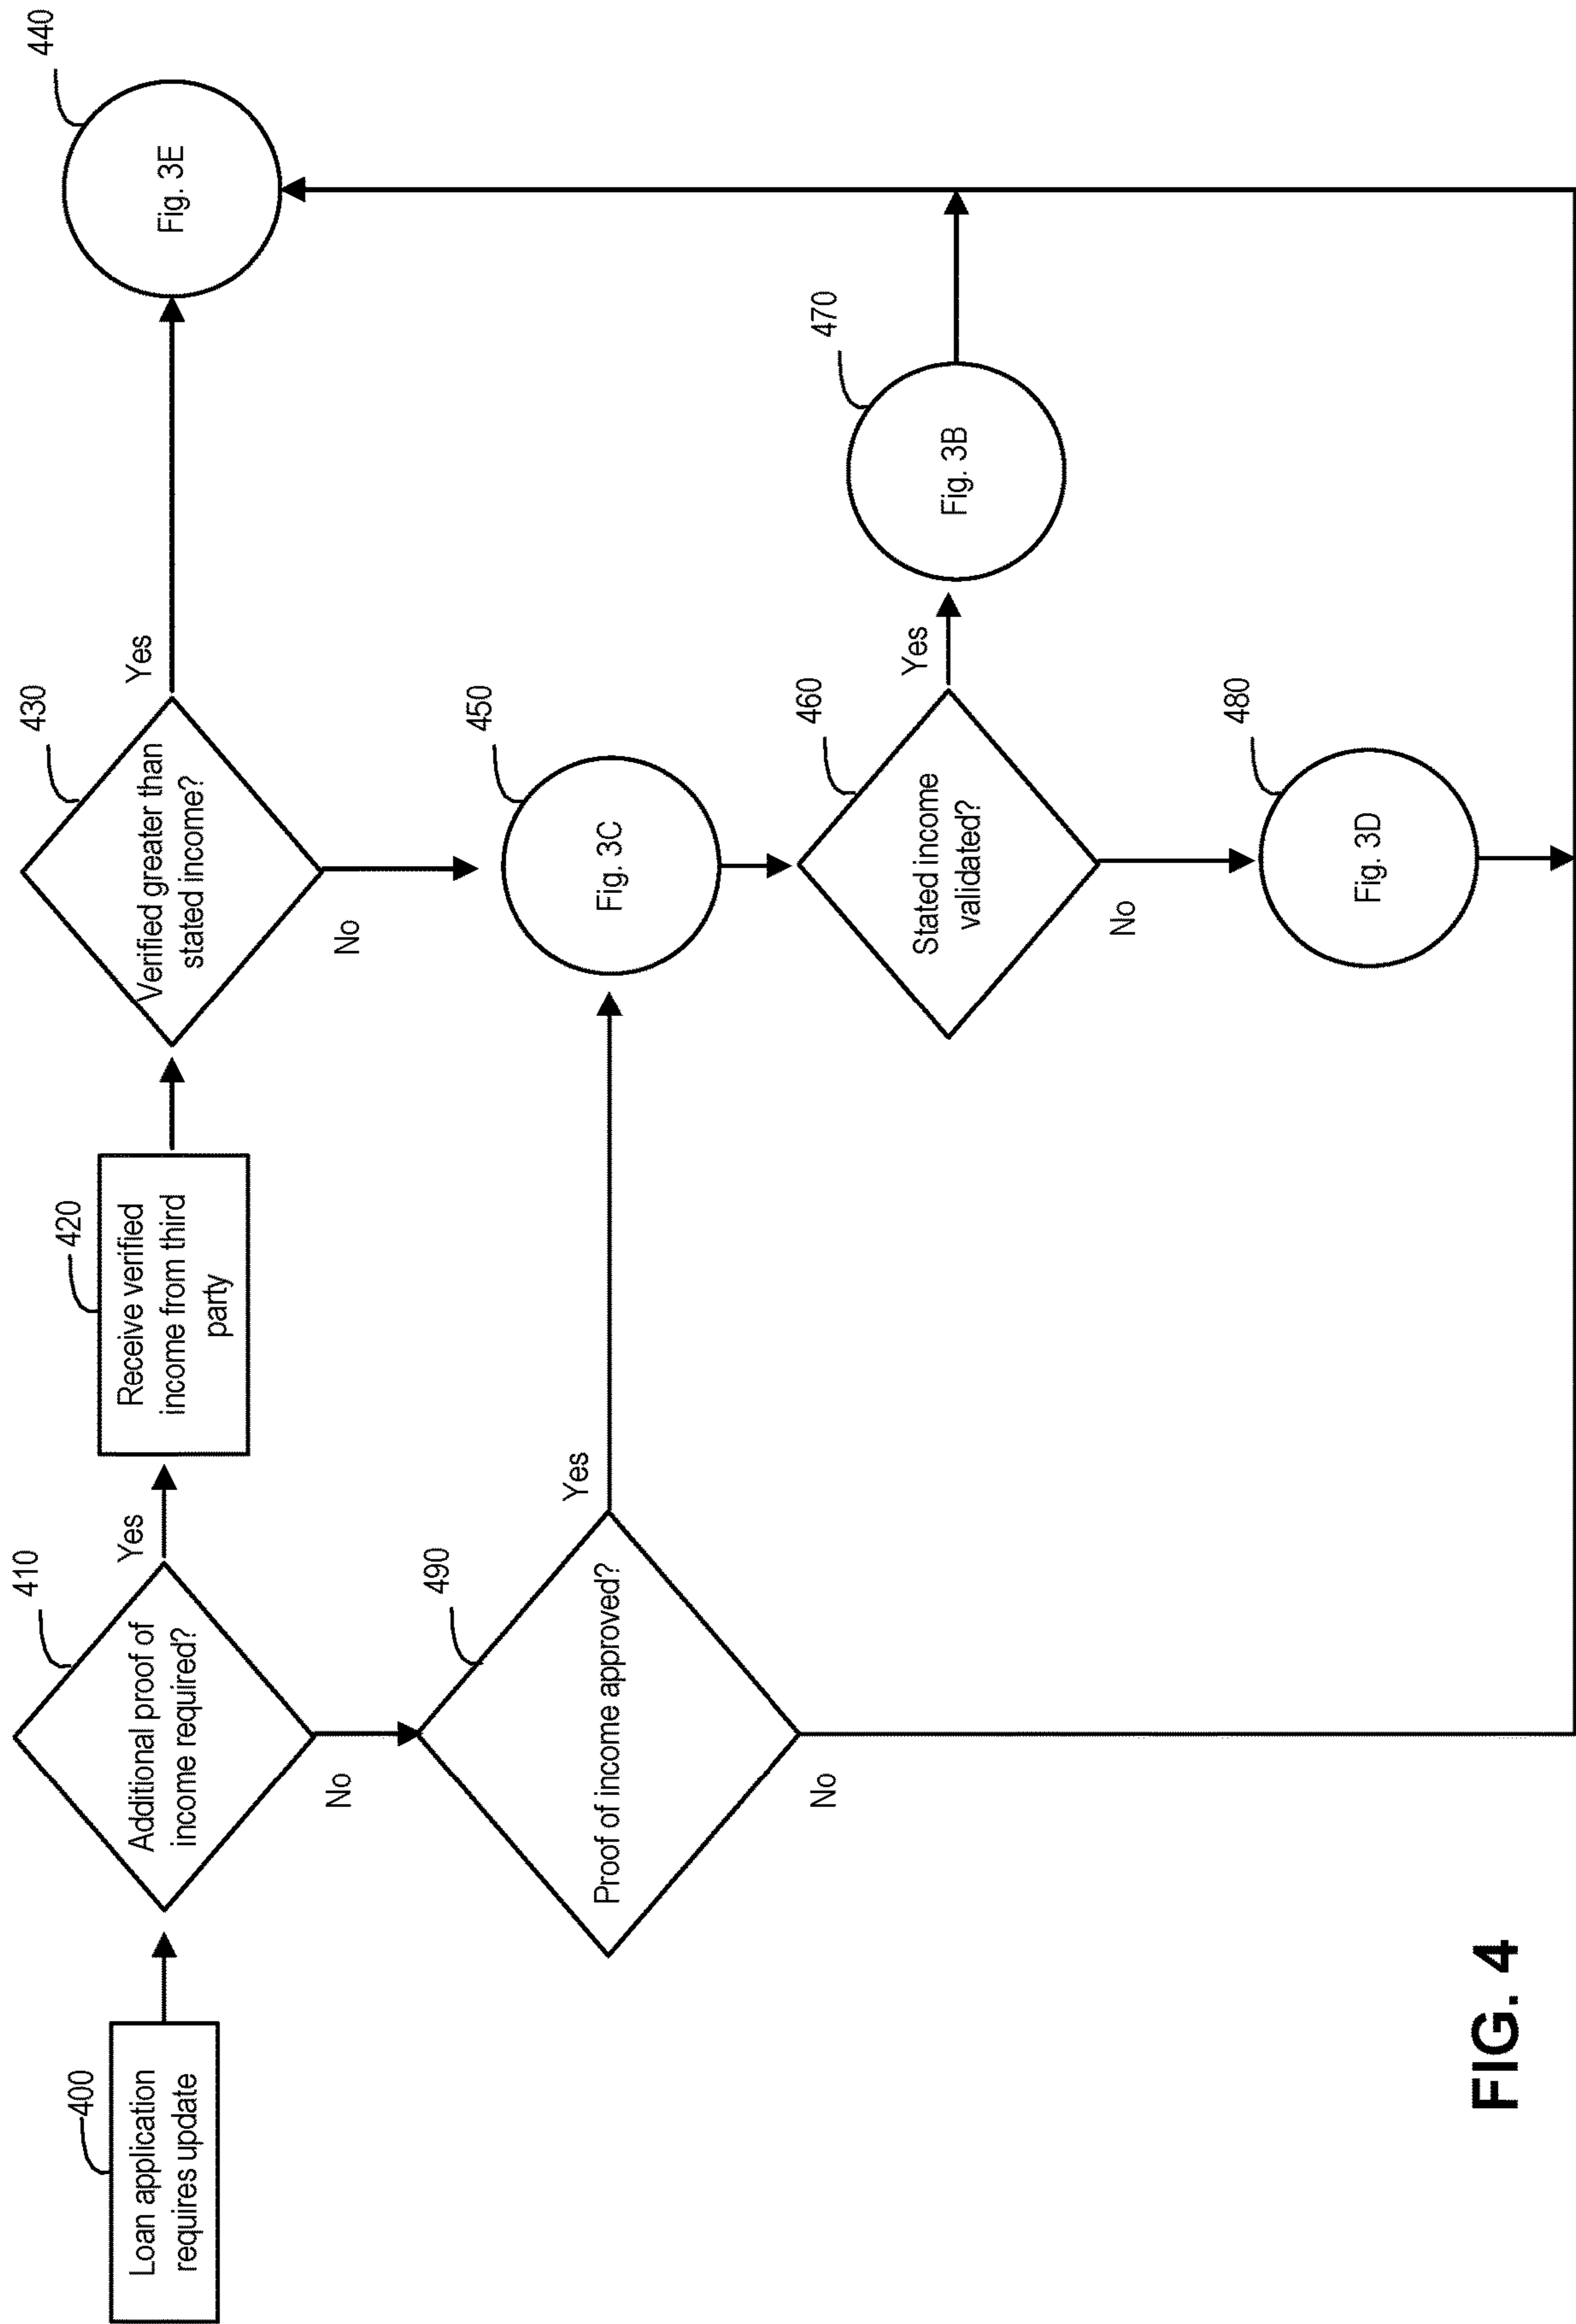 400
Loan application
requires update
410
Additional proof of
income required?
Yes
No
420
Receive verified
income from third
party
430
Verified greater than
stated income?
Yes
No
440
Fig. 3E
490
Proof of income approved?
Yes
No
450
Fig. 3C
460
Stated income
validated?
Yes
No
470
Fig. 3B
480
Fig. 3D
FIG. 4